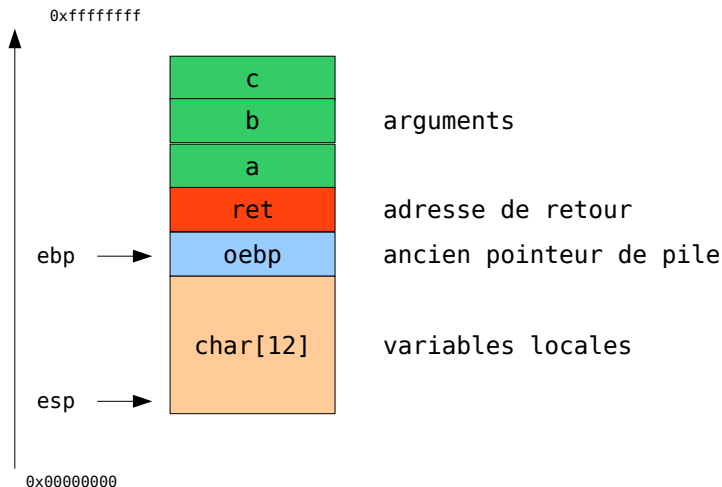 0xffffffff
c
b arguments
a
ret adresse de retour
ebp oebp ancien pointeur de pile
char[12] variables locales
esp
0x00000000